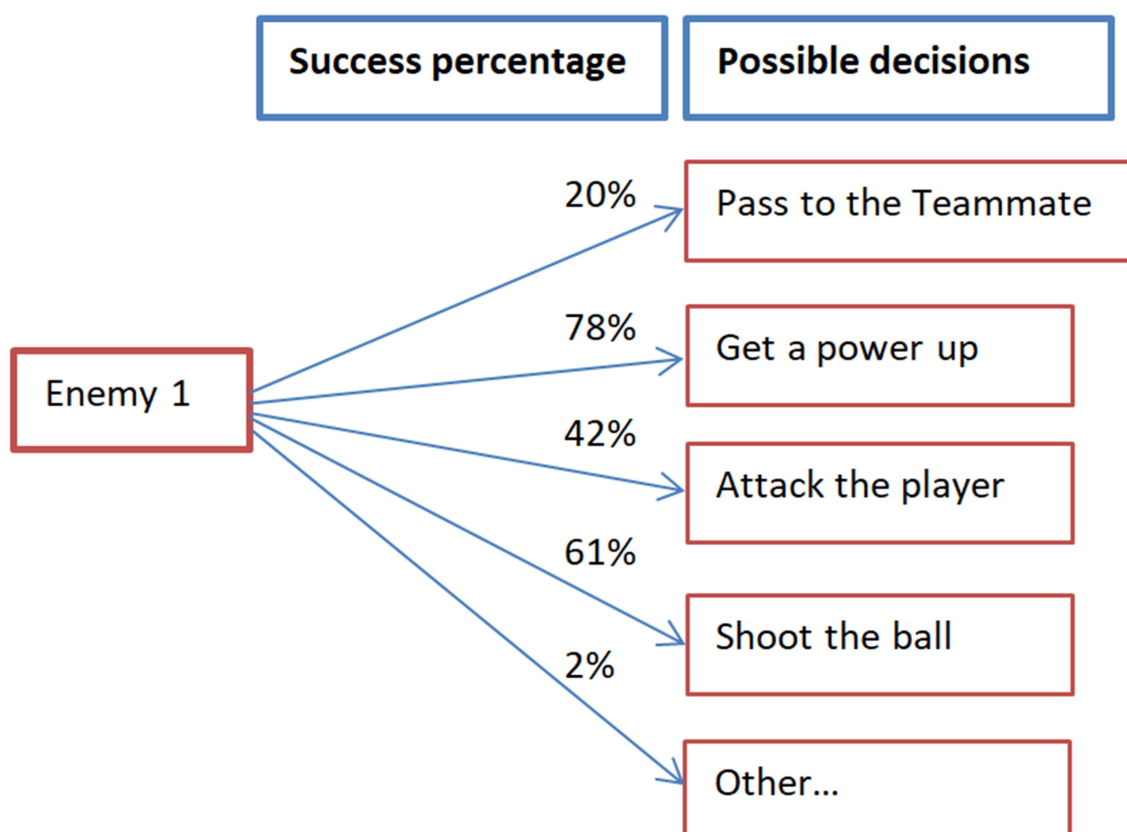 Success percentage
Possible decisions
20%
Pass to the Teammate
78%
Get a power up
Enemy 1
42%
Attack the player
61%
Shoot the ball
2%
Other...